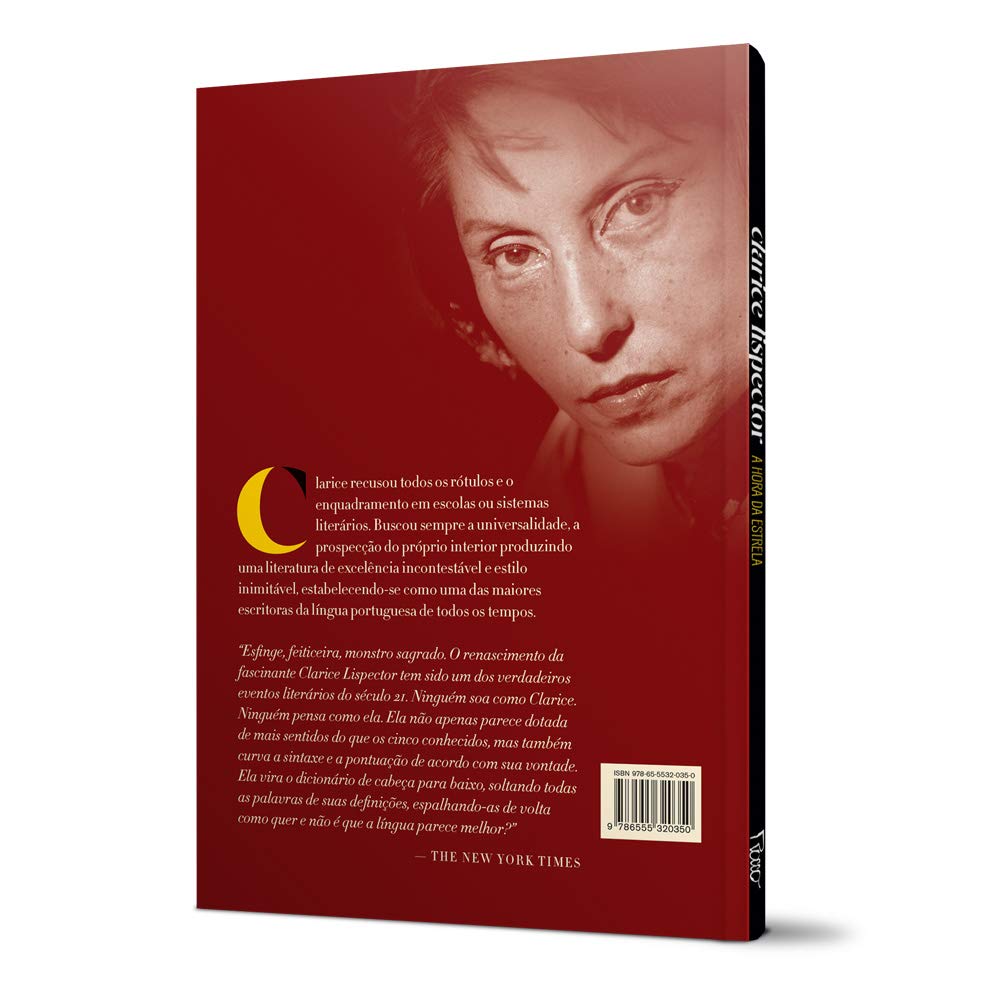 Clarice recusou todos os rótulos e o
enquadramento em escolas ou sistemas
literários. Buscou sempre a universalidade, a
prospecção do próprio interior produzindo
uma literatura de excelência incontestável e estilo
inimitável, estabelecendo-se como uma das maiores
escritoras da língua portuguesa de todos os tempos.
“Esfinge, feiticeira, monstro sagrado. O renascimento da
fascinante Clarice Lispector tem sido um dos verdadeiros
eventos literários do século 21. Ninguém soa como Clarice.
Ninguém pensa como ela. Ela não apenas parece dotada
de mais sentidos do que os cinco conhecidos, mas também
curva a sintaxe e a pontuação de acordo com sua vontade.
Ela vira o dicionário de cabeça para baixo, soltando todas
as palavras de suas definições, espalhando-as de volta
como quer e não é que a língua parece melhor?”
— THE NEW YORK TIMES
ISBN 978-65-5532-035-0
9 786555 320350
clarice lispector
A HORA DA ESTRELA
Rocco